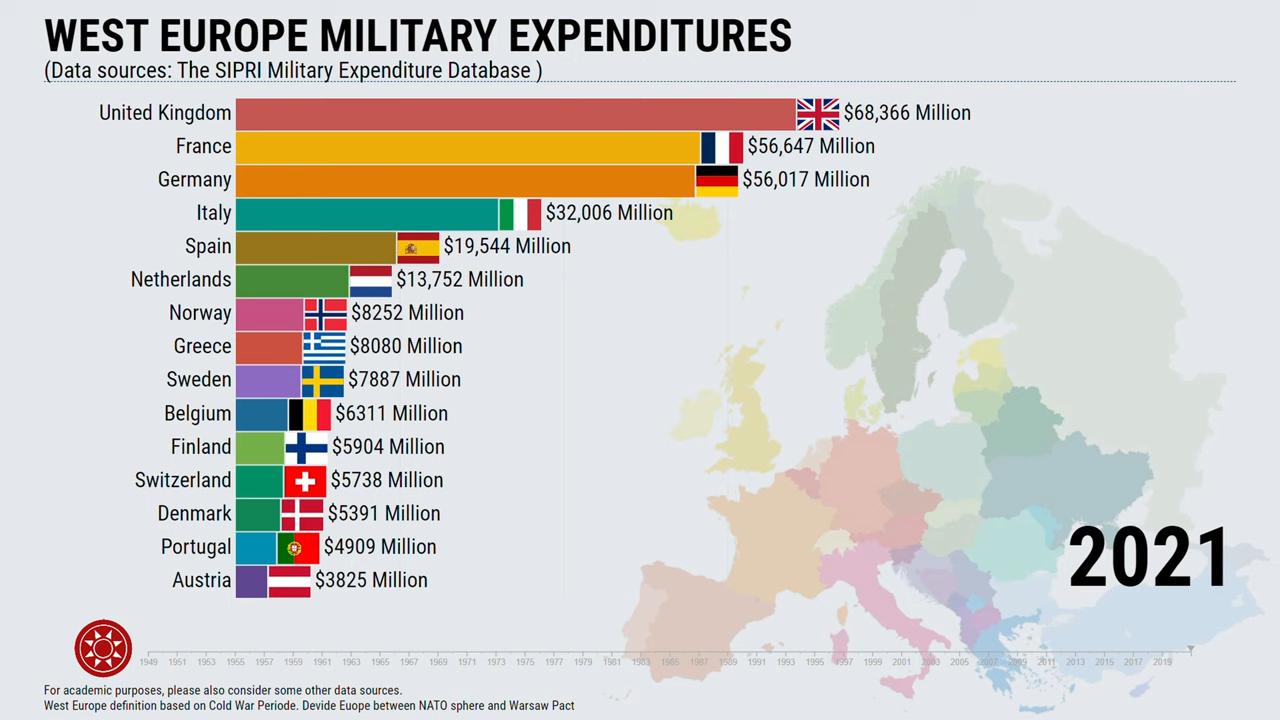 WEST EUROPE MILITARY EXPENDITURES
(Data sources: The SIPRI Military Expenditure Database )
United Kingdom $68,366 Million
France $56,647 Million
Germany $56,017 Million
Italy $32,006 Million
Spain $19,544 Million
Netherlands $13,752 Million
Norway $8252 Million
Greece $8080 Million
Sweden $7887 Million
Belgium $6311 Million
Finland $5904 Million
Switzerland $5738 Million
Denmark $5391 Million
Portugal $4909 Million
Austria $3825 Million
2021
1949 1951 1953 1955 1957 1959 1961 1963 1965 1967 1969 1971 1973 1975 1977 1979 1981 1983 1985 1987 1989 1991 1993 1995 1997 1999 2001 2003 2005 2007 2009 2011 2013 2015 2017 2019
For academic purposes, please also consider some other data sources.
West Europe definition based on Cold War Periode. Devide Euope between NATO sphere and Warsaw Pact